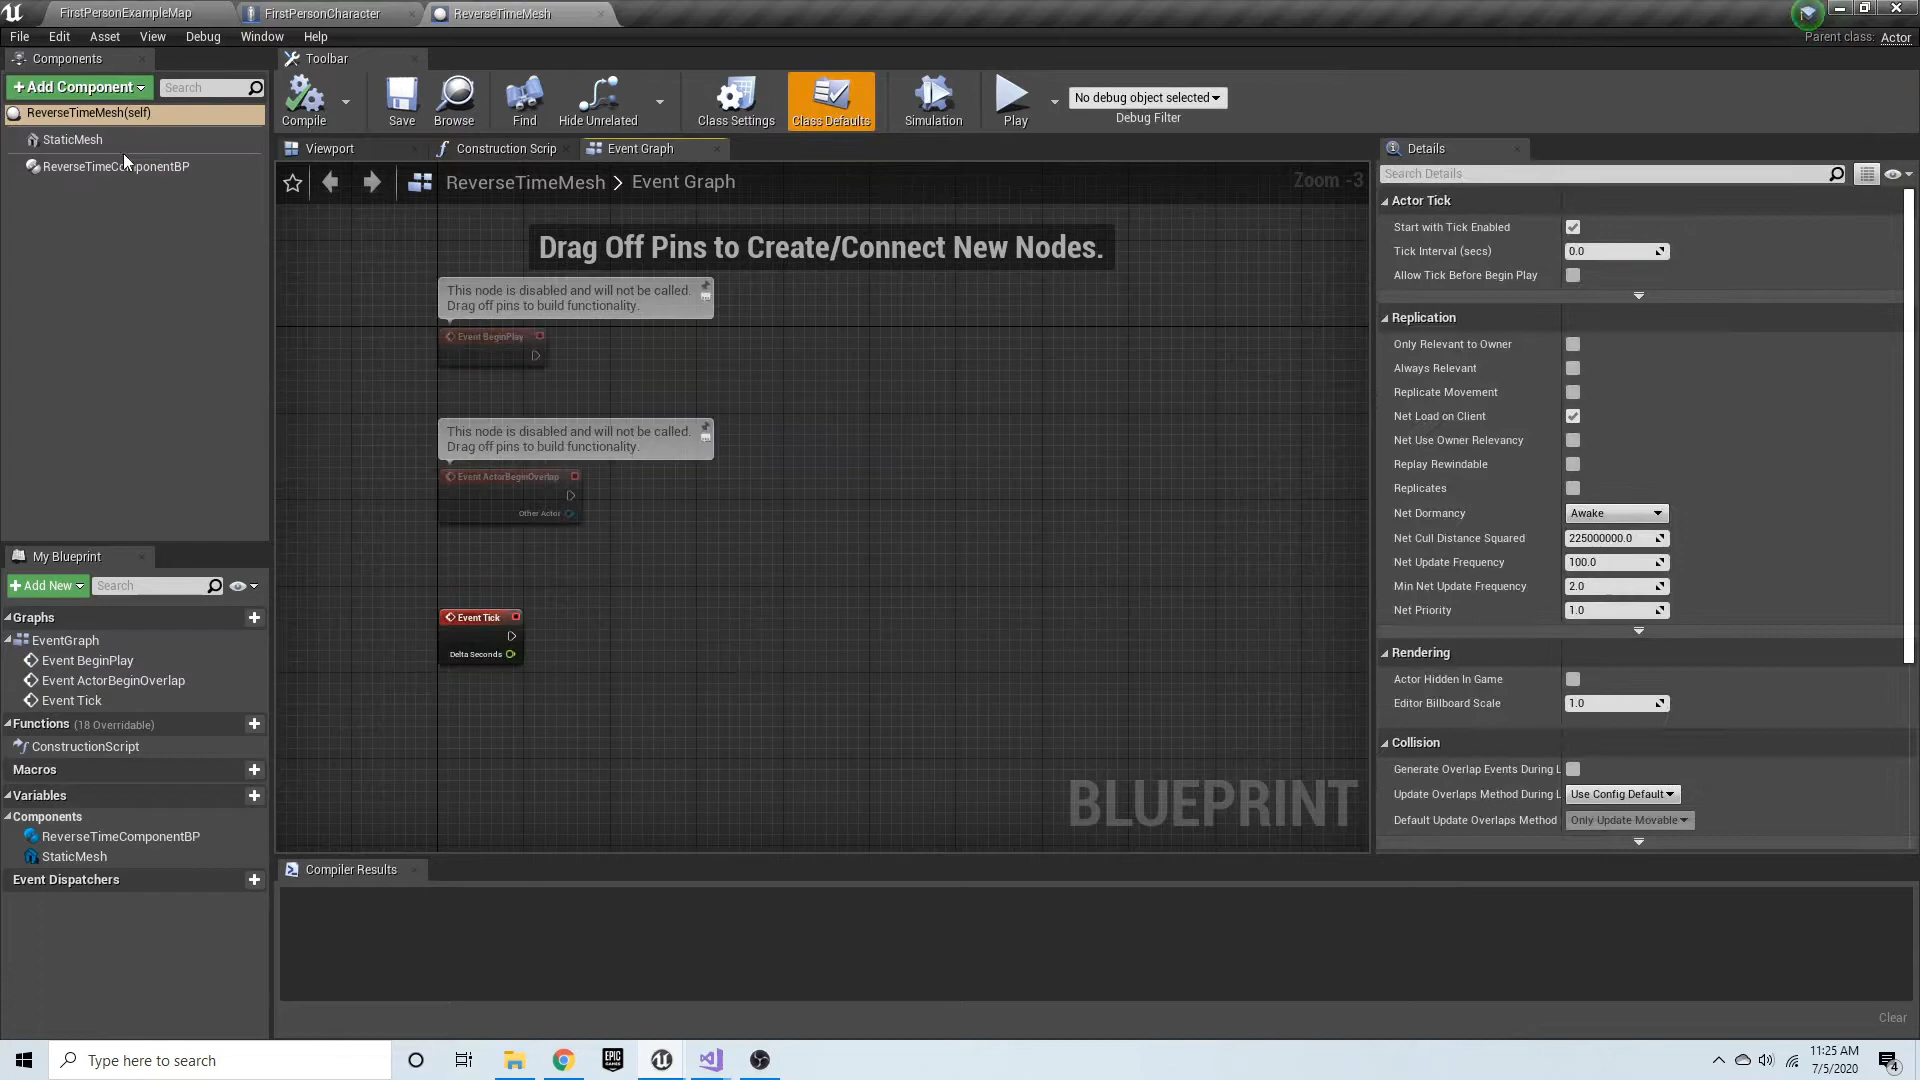 FirstPersonExampleMap
FirstPersonCharacter
ReverseTimeMesh
File Edit Asset View Debug Window Help
Parent class: Actor
Components
Toolbar
+Add Component
Search
Compile
Save
Browse
Find
Hide Unrelated
Class Settings
Class Defaults
Simulation
Play
No debug object selected
Debug Filter
ReverseTimeMesh(self)
StaticMesh
ReverseTimeComponentBP
Viewport
Construction Scrip
Event Graph
ReverseTimeMesh > Event Graph
Zoom -3
Drag Off Pins to Create/Connect New Nodes.
This node is disabled and will not be called.
Drag off pins to build functionality.
Event BeginPlay
This node is disabled and will not be called.
Drag off pins to build functionality.
Event ActorBeginOverlap
Other Actor
Event Tick
Delta Seconds
BLUEPRINT
My Blueprint
+Add New
Search
Graphs
EventGraph
Event BeginPlay
Event ActorBeginOverlap
Event Tick
Functions (18 Overridable)
ConstructionScript
Macros
Variables
Components
ReverseTimeComponentBP
StaticMesh
Event Dispatchers
Compiler Results
Clear
Details
Search Details
Actor Tick
Start with Tick Enabled
Tick Interval (secs) 0.0
Allow Tick Before Begin Play
Replication
Only Relevant to Owner
Always Relevant
Replicate Movement
Net Load on Client
Net Use Owner Relevancy
Replay Rewindable
Replicates
Net Dormancy Awake
Net Cull Distance Squared 225000000.0
Net Update Frequency 100.0
Min Net Update Frequency 2.0
Net Priority 1.0
Rendering
Actor Hidden In Game
Editor Billboard Scale 1.0
Collision
Generate Overlap Events During L
Update Overlaps Method During L Use Config Default
Default Update Overlaps Method Only Update Movable
Type here to search
EPIC GAMES
11:25 AM
7/5/2020
4